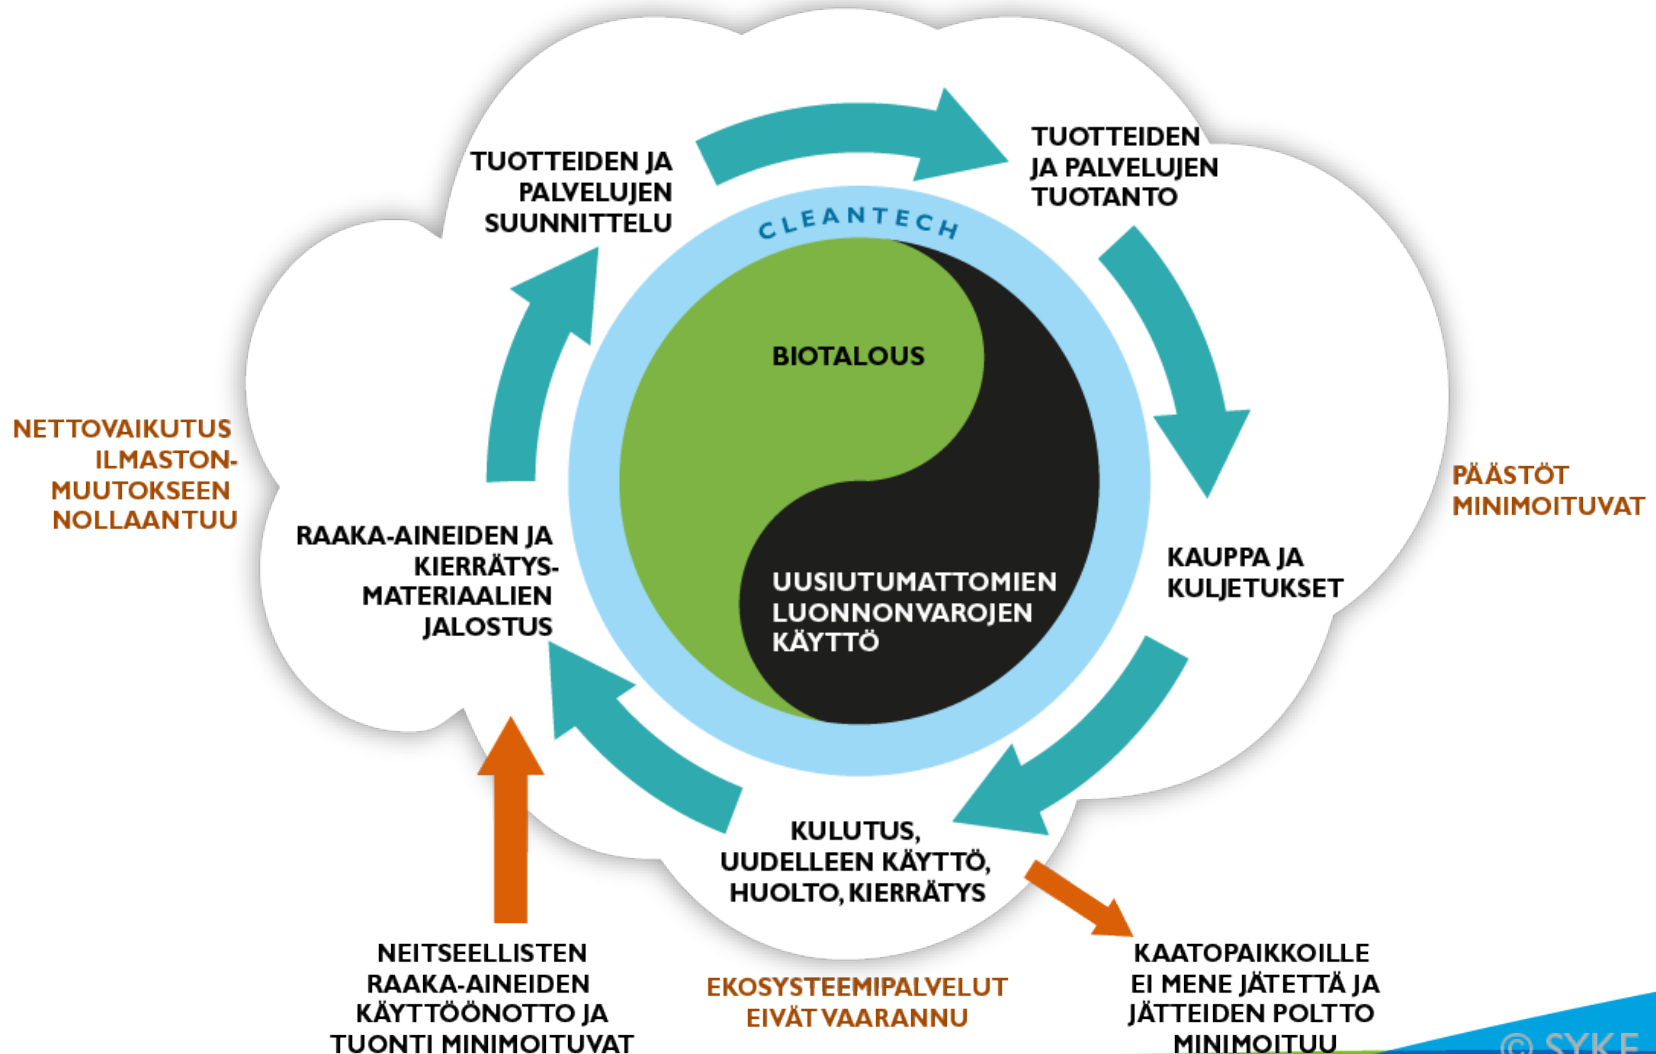 TUOTTEIDEN JA
PALVELUJEN
SUUNNITTELU
TUOTTEIDEN
JA PALVELUJEN
TUOTANTO
CLEANTECH
BIOTALOUS
UUSIUTUMATTOMIEN
LUONNONVAROJEN
KÄYTTÖ
NETTOVAIKUTUS
ILMASTON-
MUUTOKSEEN
NOLLAANTUU
PÄÄSTÖT
MINIMOITUVAT
RAAKA-AINEIDEN JA
KIERRÄTYS-
MATERIAALIEN
JALOSTUS
KAUPPA JA
KULJETUKSET
KULUTUS,
UUDELLEEN KÄYTTÖ,
HUOLTO, KIERRÄTYS
NEITSEELLISTEN
RAAKA-AINEIDEN
KÄYTTÖÖNOTTO JA
TUONTI MINIMOITUVAT
EKOSYSTEEMIPALVELUT
EIVÄT VAARANNU
KAATOPAIKKOILLE
EI MENE JÄTETTÄ JA
JÄTTEIDEN POLTTO
MINIMOITUU
© SYKE